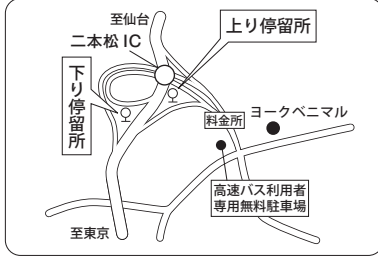 至仙台
二本松 IC
上り停留所
下り停留所
料金所
ヨークベニマル
高速バス利用者
専用無料駐車場
至東京